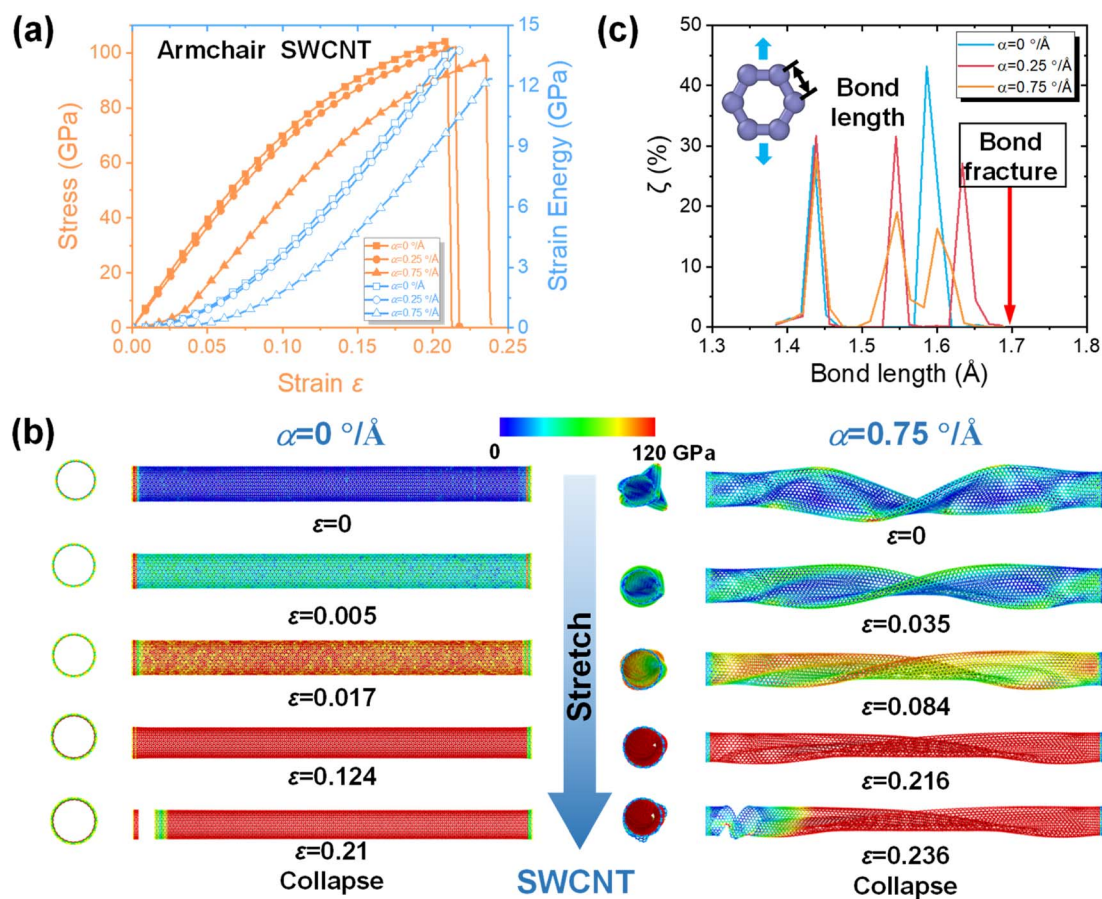 (a)
Armchair SWCNT
Stress (GPa)
120
100
80
60
40
20
0
0.00 0.05 0.10 0.15 0.20 0.25
Strain ε
15
12
9
6
3
0
Strain Energy (GPa)
α=0 °/Å
α=0.25 °/Å
α=0.75 °/Å
α=0 °/Å
α=0.25 °/Å
α=0.75 °/Å
(c)
ζ (%)
50
40
30
20
10
0
1.3 1.4 1.5 1.6 1.7 1.8
Bond length (Å)
Bond
length
α=0 °/Å
α=0.25 °/Å
α=0.75 °/Å
Bond
fracture
(b)
α=0 °/Å
ε=0
ε=0.005
ε=0.017
ε=0.124
ε=0.21
Collapse
0
120 GPa
Stretch
SWCNT
α=0.75 °/Å
ε=0
ε=0.035
ε=0.084
ε=0.216
ε=0.236
Collapse